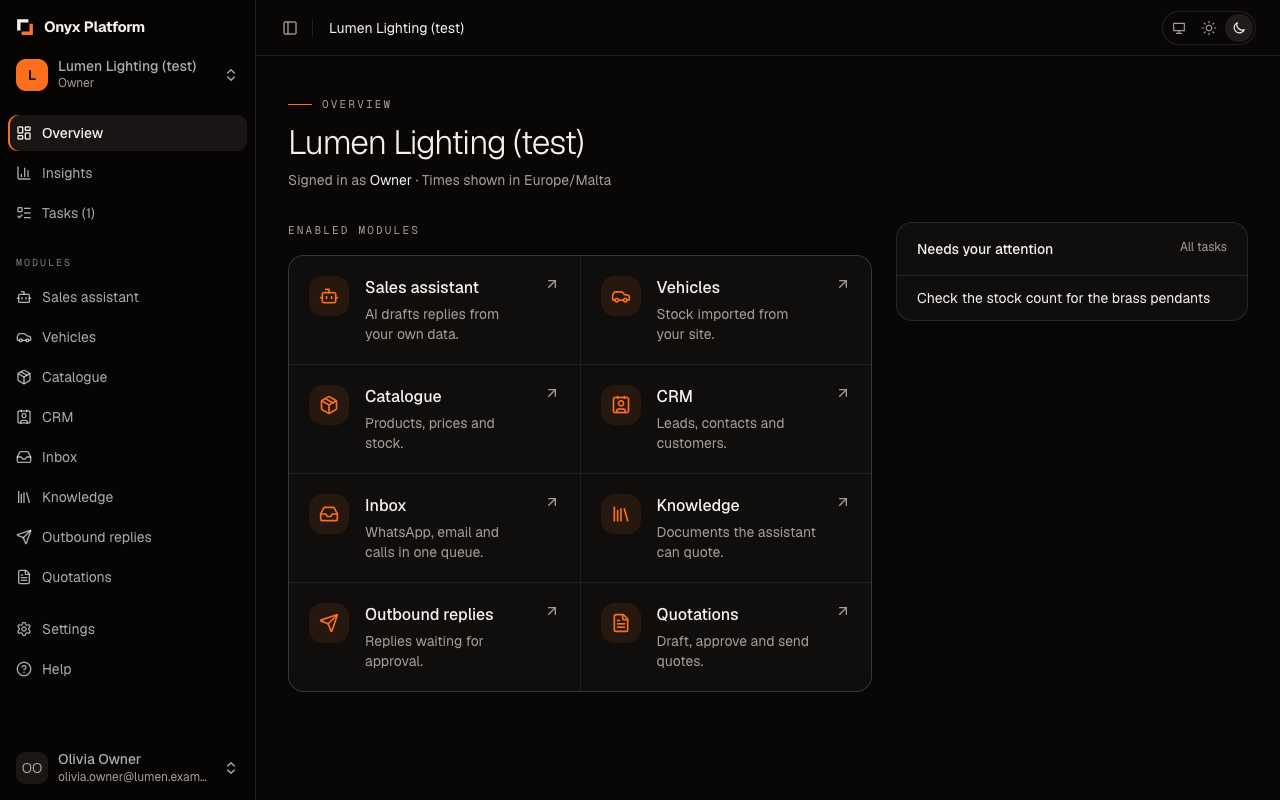 Onyx Platform
L
Lumen Lighting (test)
Owner
Overview
Insights
Tasks (1)
MODULES
Sales assistant
Vehicles
Catalogue
CRM
Inbox
Knowledge
Outbound replies
Quotations
Settings
Help
OO
Olivia Owner
olivia.owner@lumen.exam…
Lumen Lighting (test)
OVERVIEW
Lumen Lighting (test)
Signed in as Owner · Times shown in Europe/Malta
ENABLED MODULES
Sales assistant
AI drafts replies from
your own data.
Vehicles
Stock imported from
your site.
Catalogue
Products, prices and
stock.
CRM
Leads, contacts and
customers.
Inbox
WhatsApp, email and
calls in one queue.
Knowledge
Documents the assistant
can quote.
Outbound replies
Replies waiting for
approval.
Quotations
Draft, approve and send
quotes.
Needs your attention
All tasks
Check the stock count for the brass pendants